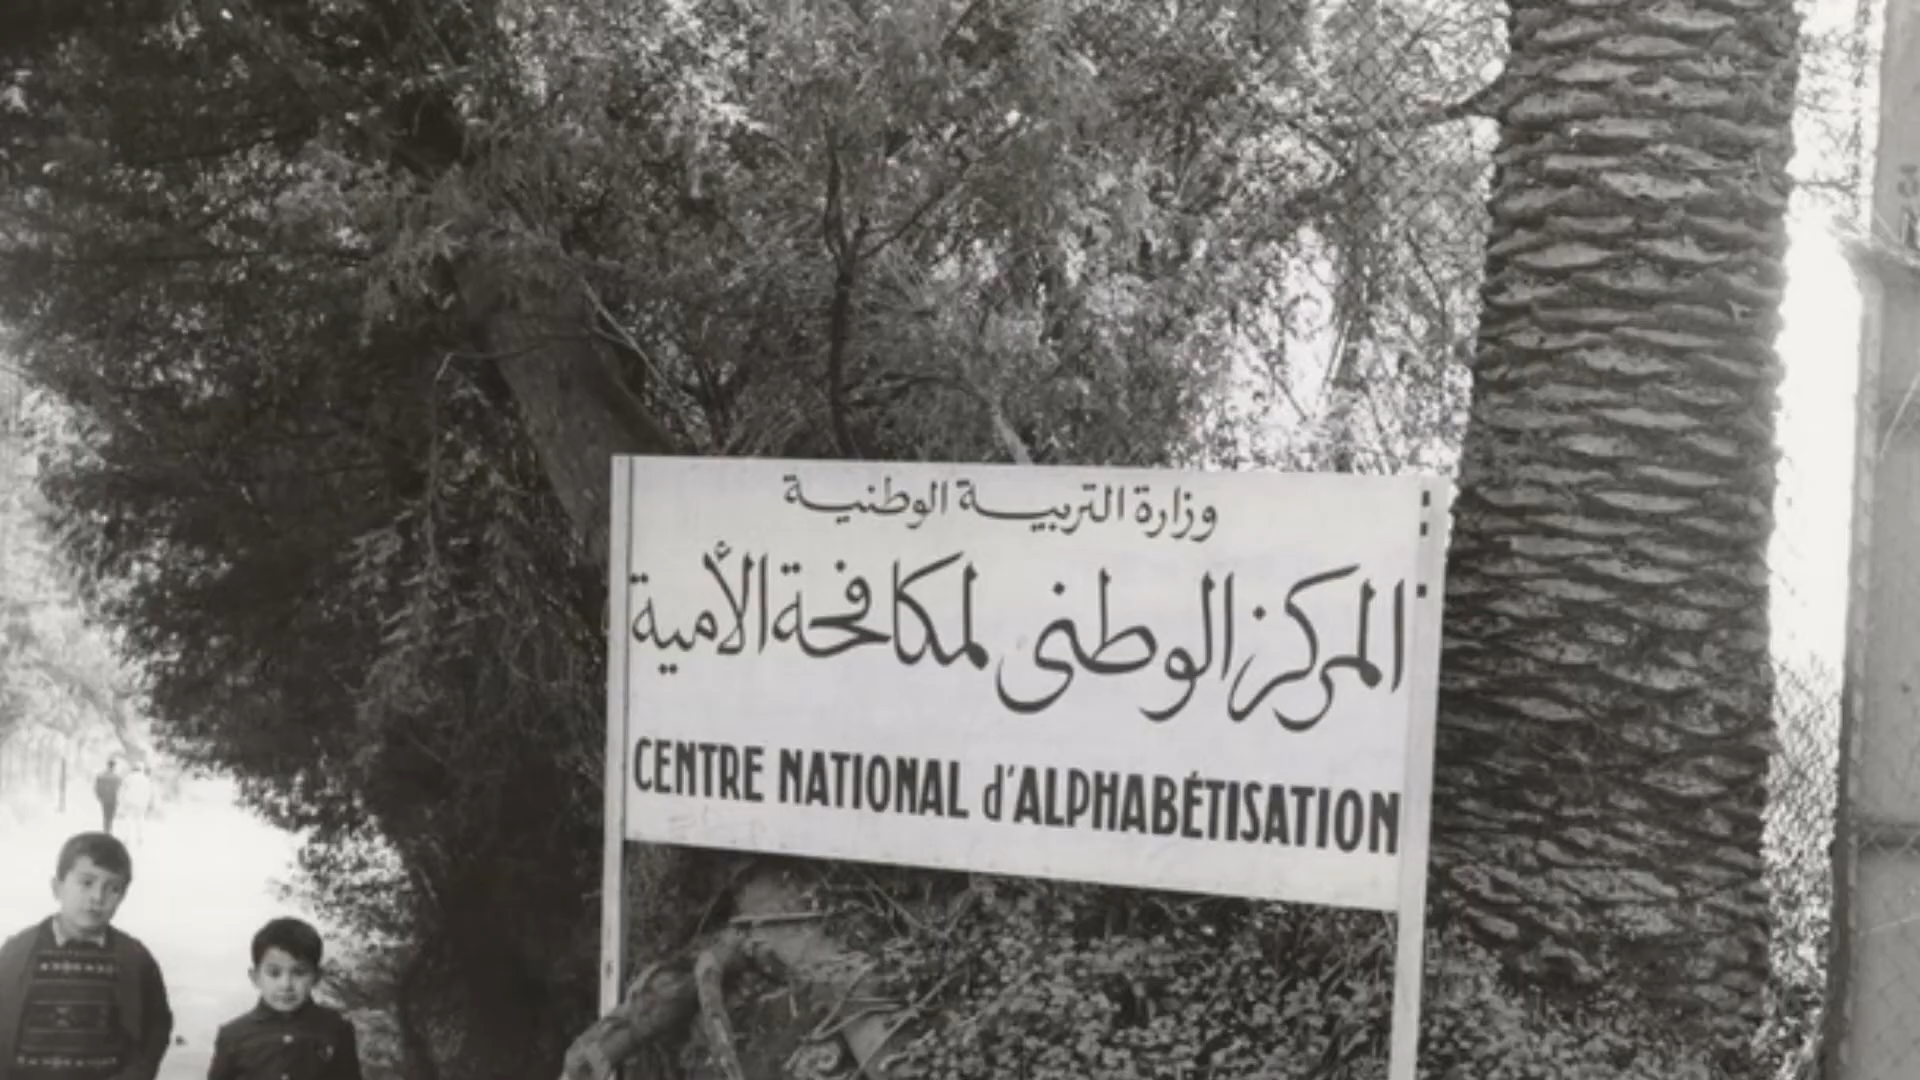 وزارة التربية الوطنية
المركز الوطنى لمكافحة الأمية
CENTRE NATIONAL d'ALPHABÉTISATION